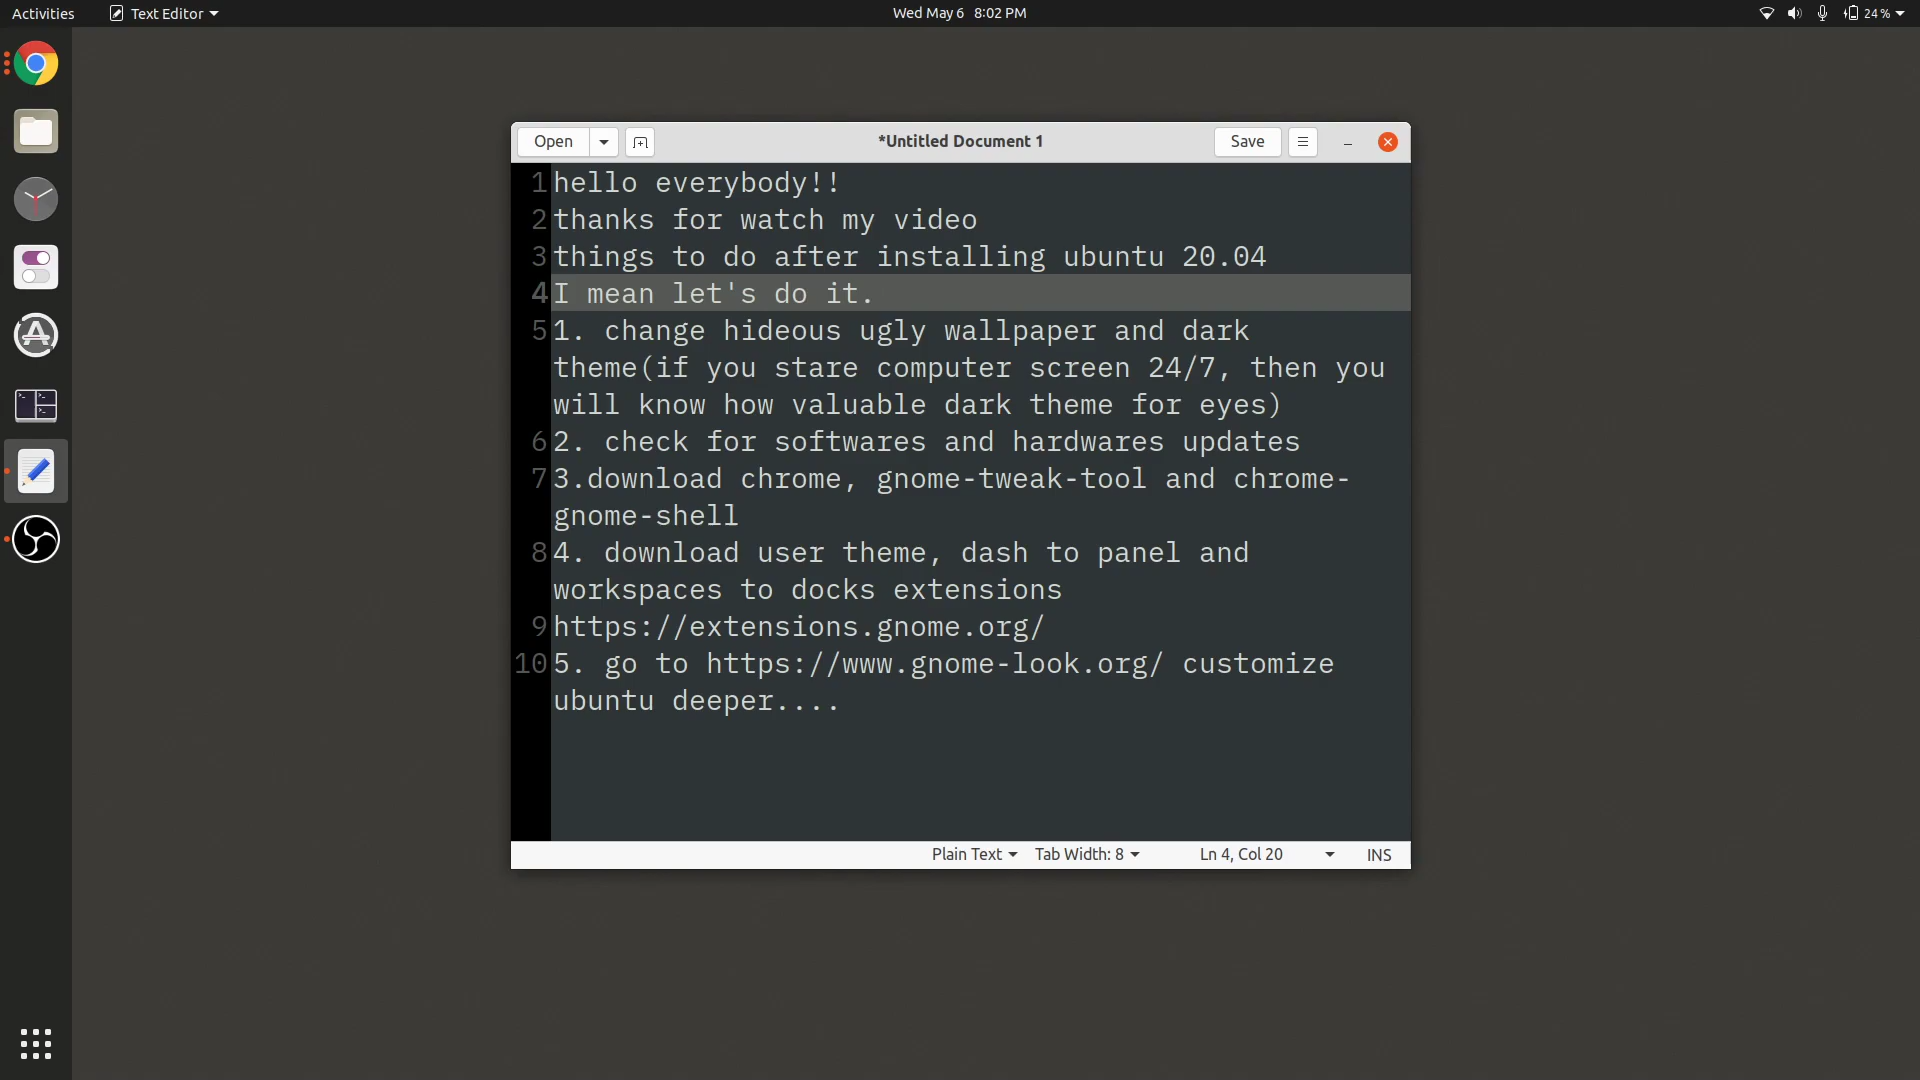 Activities
Text Editor
Wed May 6 8:02 PM
24 %
Open
*Untitled Document 1
Save
1 hello everybody!!
2 thanks for watch my video
3 things to do after installing ubuntu 20.04
4 I mean let's do it.
5 1. change hideous ugly wallpaper and dark
theme(if you stare computer screen 24/7, then you
will know how valuable dark theme for eyes)
6 2. check for softwares and hardwares updates
7 3.download chrome, gnome-tweak-tool and chrome-
gnome-shell
8 4. download user theme, dash to panel and
workspaces to docks extensions
9 https://extensions.gnome.org/
10 5. go to https://www.gnome-look.org/ customize
ubuntu deeper....
Plain Text
Tab Width: 8
Ln 4, Col 20
INS